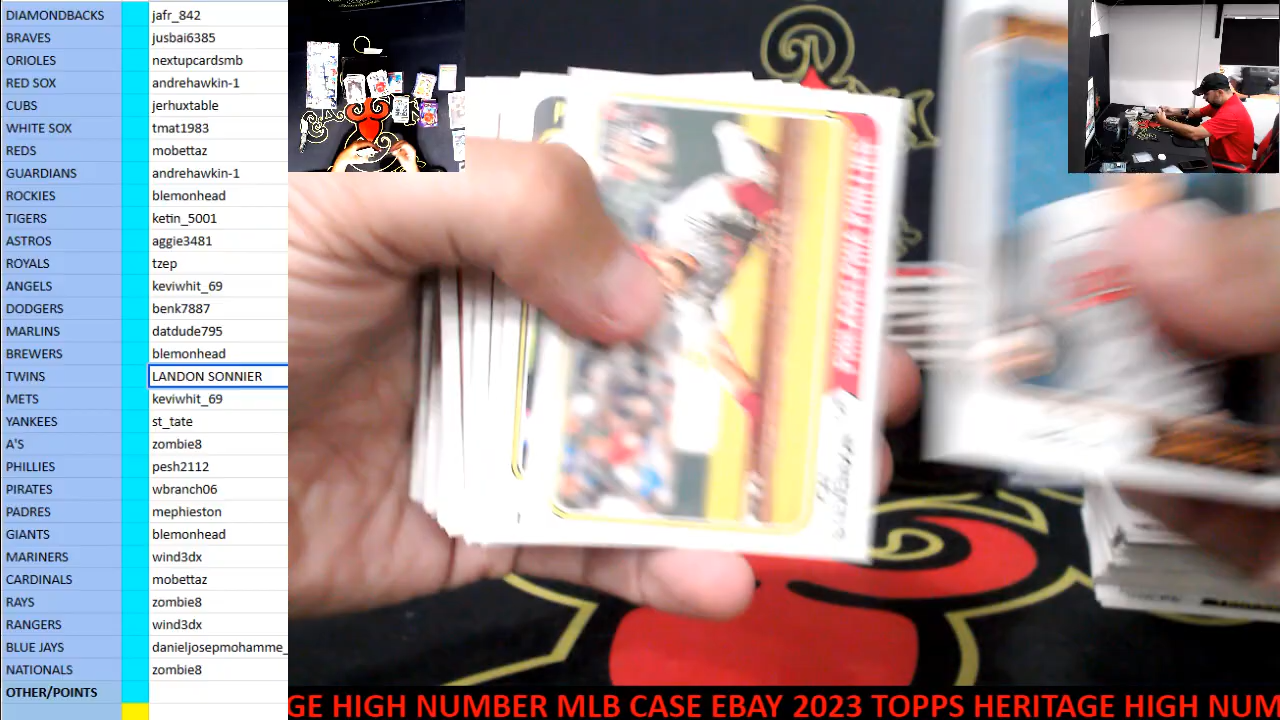 DIAMONDBACKS jafr_842
BRAVES jusbai6385
ORIOLES nextupcardsmb
RED SOX andrehawkin-1
CUBS jerhuxtable
WHITE SOX tmat1983
REDS mobettaz
GUARDIANS andrehawkin-1
ROCKIES blemonhead
TIGERS ketin_5001
ASTROS aggie3481
ROYALS tzep
ANGELS keviwhit_69
DODGERS benk7887
MARLINS datdude795
BREWERS blemonhead
TWINS LANDON SONNIER
METS keviwhit_69
YANKEES st_tate
A'S zombie8
PHILLIES pesh2112
PIRATES wbranch06
PADRES mephieston
GIANTS blemonhead
MARINERS wind3dx
CARDINALS mobettaz
RAYS zombie8
RANGERS wind3dx
BLUE JAYS danieljosepmohamme_
NATIONALS zombie8
OTHER/POINTS
GE HIGH NUMBER MLB CASE EBAY 2023 TOPPS HERITAGE HIGH NUM